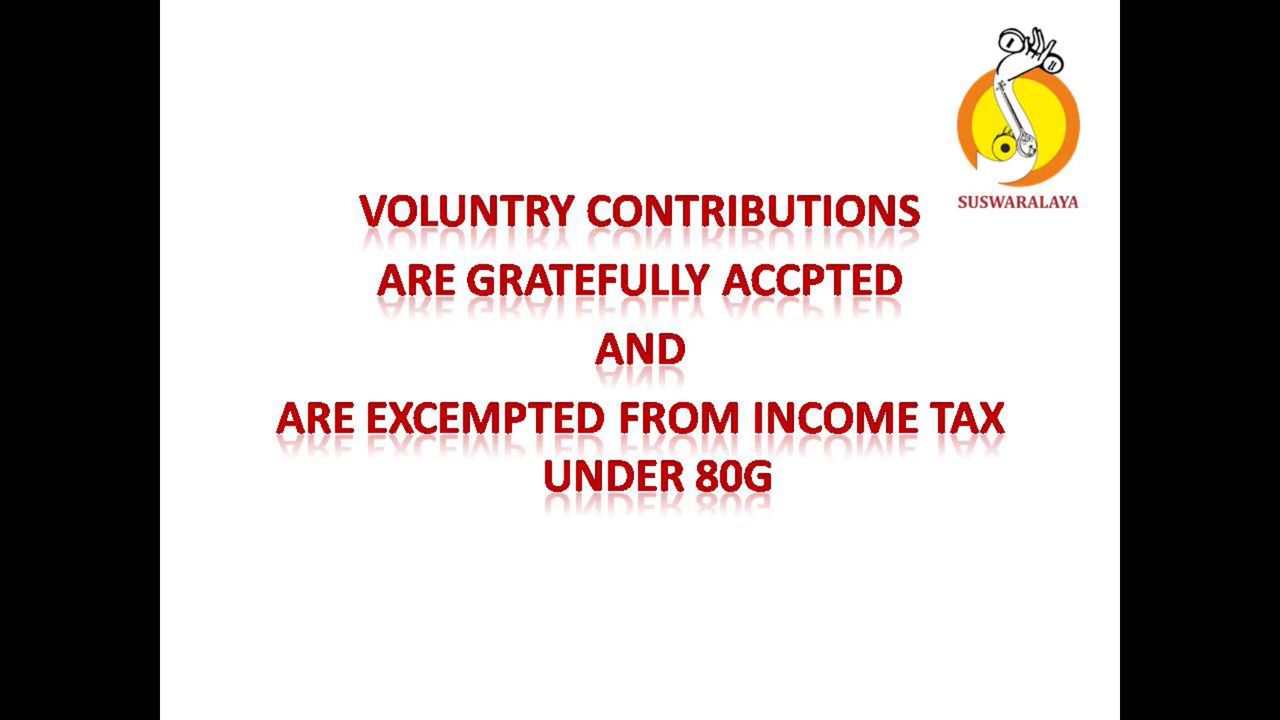 SUSWARALAYA
VOLUNTRY CONTRIBUTIONS
ARE GRATEFULLY ACCPTED
AND
ARE EXCEMPTED FROM INCOME TAX
UNDER 80G